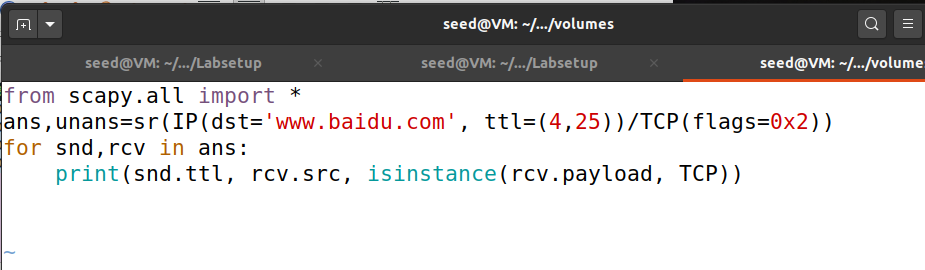 seed@VM: ~/.../volumes
seed@VM: ~/.../Labsetup × seed@VM: ~/.../Labsetup × seed@VM: ~/.../volume
from scapy.all import *
ans,unans=sr(IP(dst='www.baidu.com', ttl=(4,25))/TCP(flags=0x2))
for snd,rcv in ans:
    print(snd.ttl, rcv.src, isinstance(rcv.payload, TCP))
~